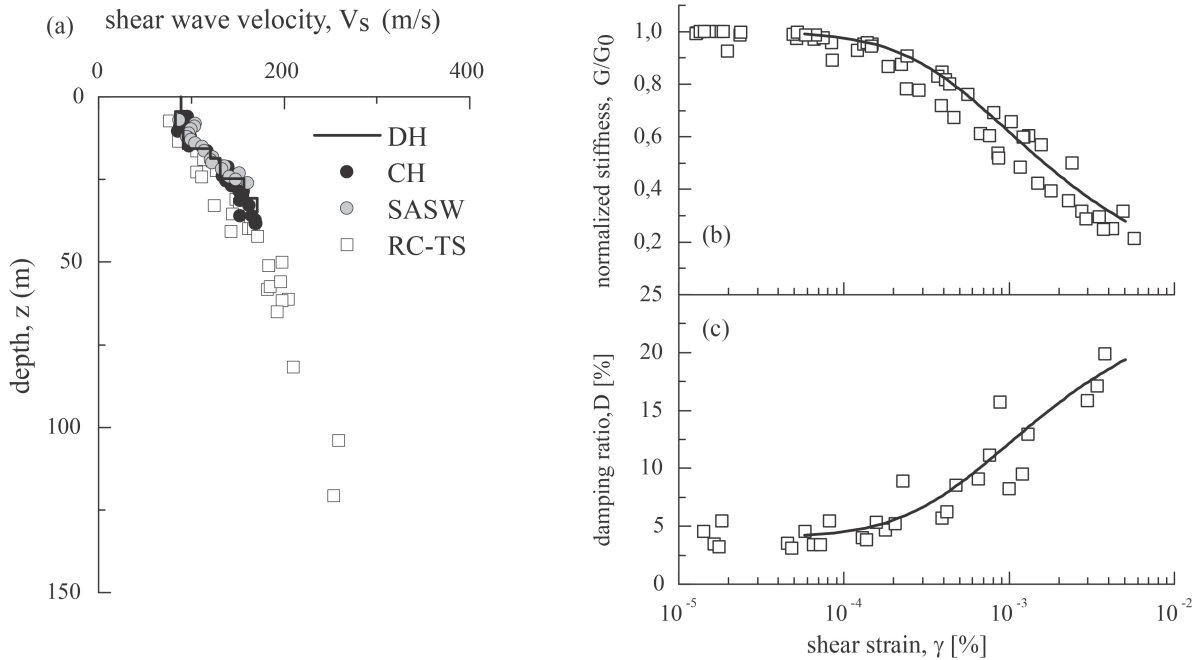 (a) shear wave velocity, Vs (m/s)
0 200 400
0
50
100
150
depth, z (m)
DH
CH
SASW
RC-TS
1,0
0,8
0,6
0,4
0,2
normalized stiffness, G/G0
(b)
25
20
15
10
5
0
damping ratio,D [%]
(c)
10-5 10-4 10-3 10-2
shear strain, γ [%]